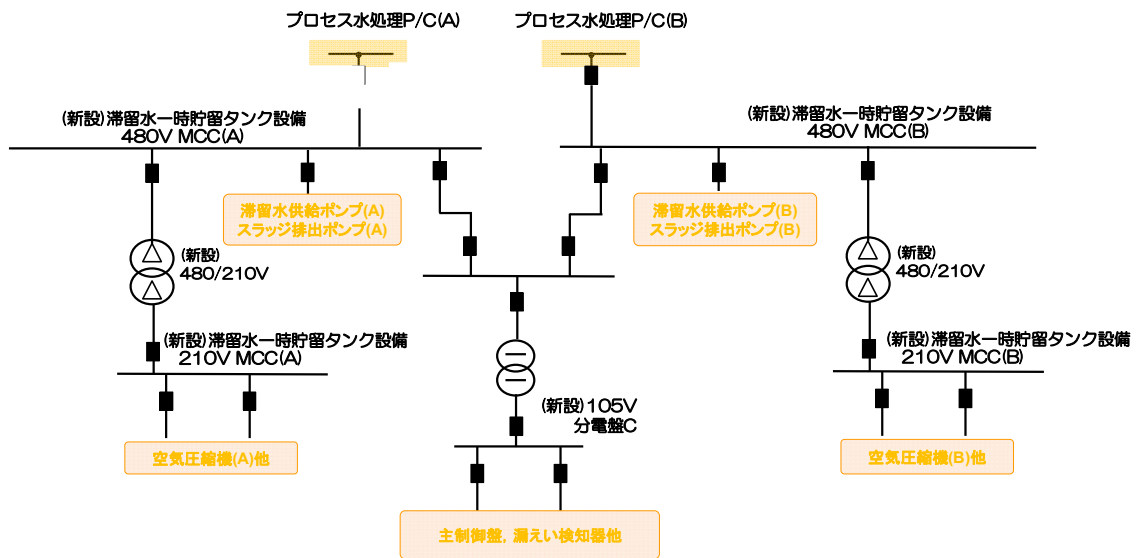 プロセス水処理P/C(A)
プロセス水処理P/C(B)
(新設)滞留水一時貯留タンク設備
480V MCC(A)
(新設)滞留水一時貯留タンク設備
480V MCC(B)
滞留水供給ポンプ(A)
スラッジ排出ポンプ(A)
滞留水供給ポンプ(B)
スラッジ排出ポンプ(B)
(新設)
480/210V
(新設)
480/210V
(新設)滞留水一時貯留タンク設備
210V MCC(A)
(新設)滞留水一時貯留タンク設備
210V MCC(B)
(新設)105V
分電盤C
空気圧縮機(A)他
空気圧縮機(B)他
主制御盤, 漏えい検知器他